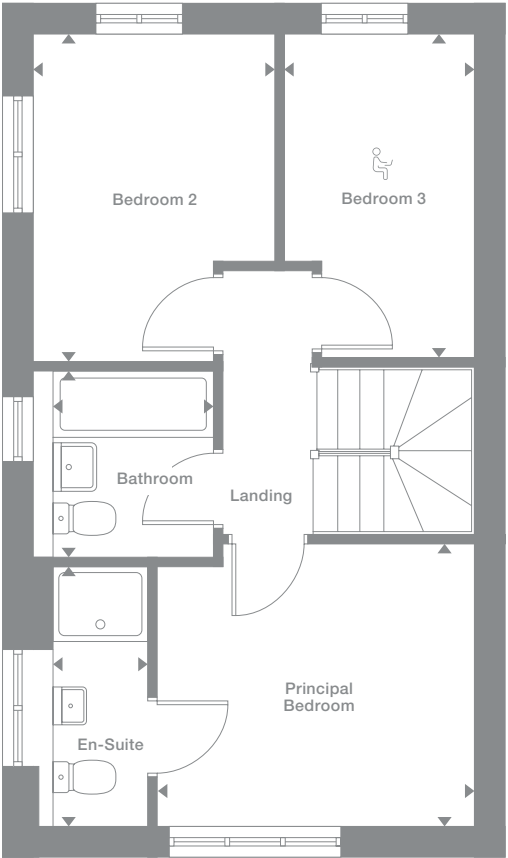 Bedroom 2
Bedroom 3
Bathroom
Landing
Principal
Bedroom
En-Suite